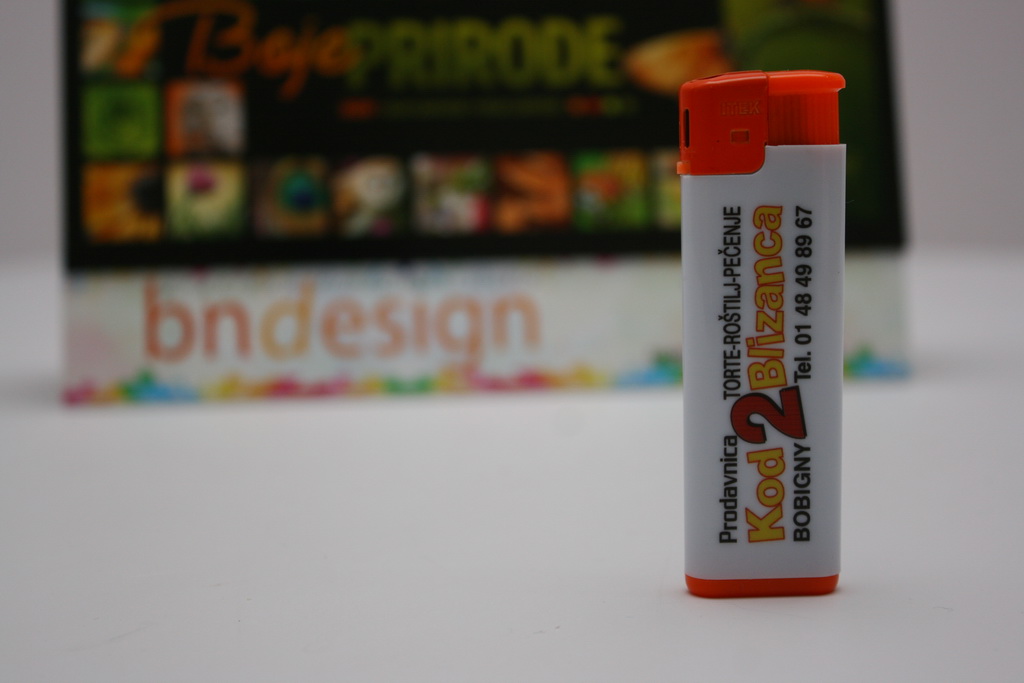 Boje PRIRODE
bndesign
Prodavnica TORTE-ROŠTILJ-PEČENJE
Kod 2 Blizanca
BOBIGNY Tel. 01 48 49 89 67